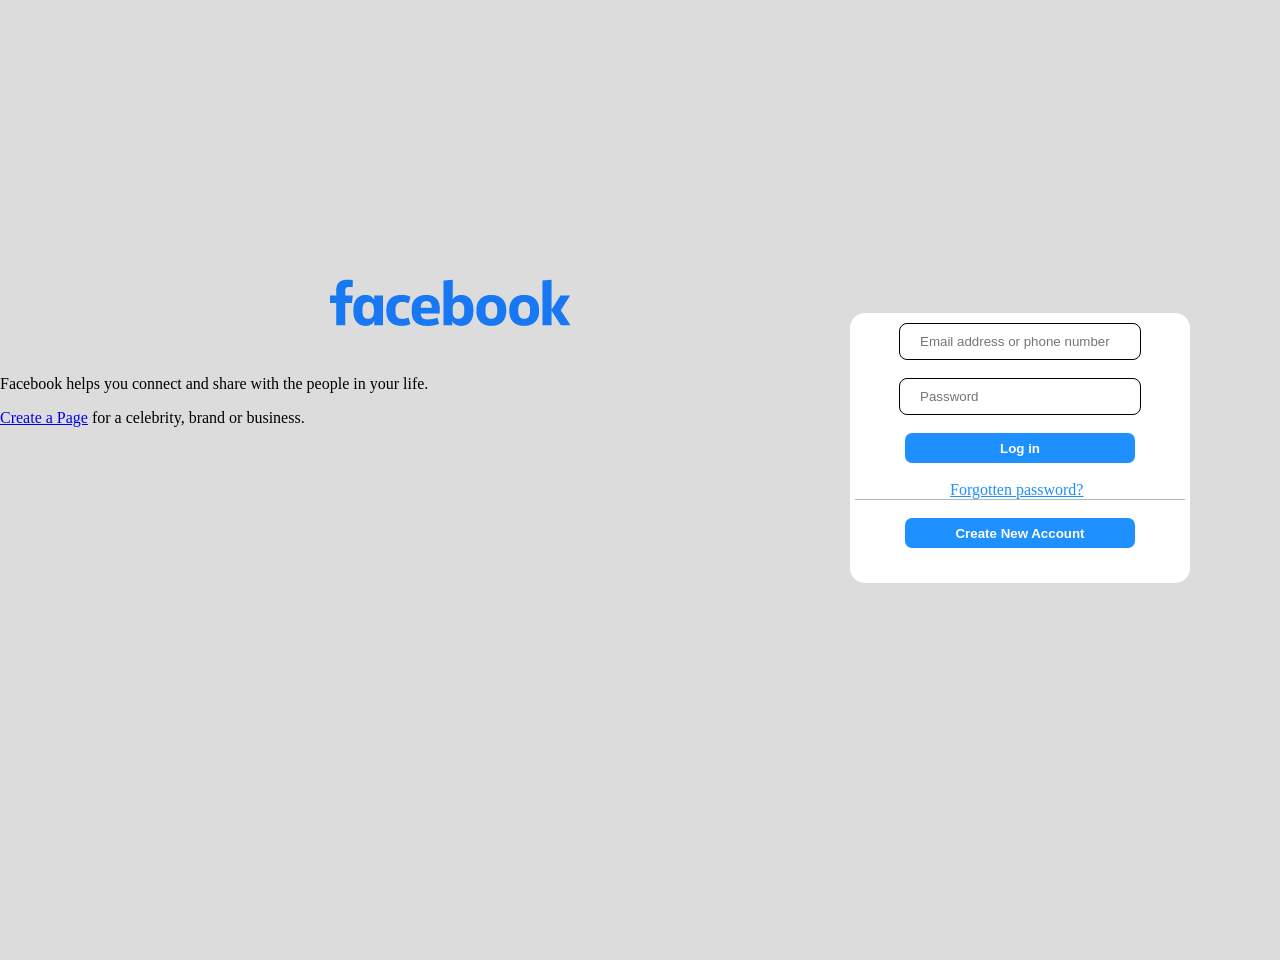 facebook
Facebook helps you connect and share with the people in your life.
Create a Page for a celebrity, brand or business.
Email address or phone number
Password
Log in
Forgotten password?
Create New Account